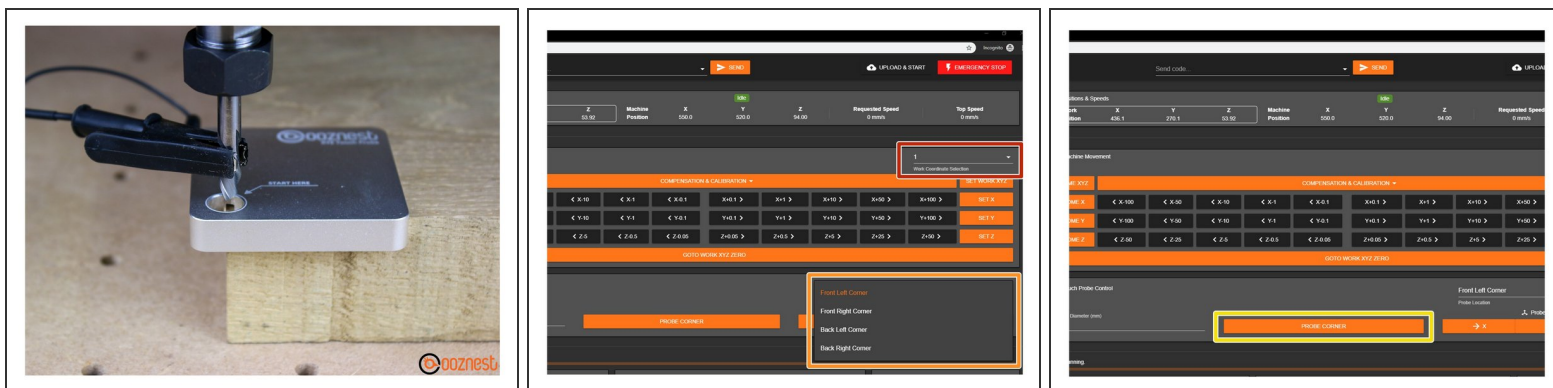 ooznest
START HERE
ooznest
Incognito
SEND
UPLOAD & START
EMERGENCY STOP
Idle
Z
Machine
X
Y
Z
Requested Speed
Top Speed
53.92
Position
550.0
520.0
94.00
0 mm/s
0 mm/s
1
Work Coordinate Selection
COMPENSATION & CALIBRATION
SET WORK XYZ
X-10 X-1 X-0.1 X+0.1 X+1 X+10 X+50 X+100 SET X
Y-10 Y-1 Y-0.1 Y+0.1 Y+1 Y+10 Y+50 Y+100 SET Y
Z-5 Z-0.5 Z-0.05 Z+0.05 Z+0.5 Z+5 Z+25 Z+50 SET Z
GOTO WORK XYZ ZERO
Front Left Corner
Front Right Corner
PROBE CORNER
Back Left Corner
Back Right Corner
Send code...
SEND
Idle
X Y Z Machine X Y Z Requested Speed
436.1 270.1 53.92 Position 550.0 520.0 94.00 0 mm/s
COMPENSATION & CALIBRATION
X-100 X-50 X-10 X-1 X-0.1 X+0.1 X+1 X+10 X+50
Y-100 Y-50 Y-10 Y-1 Y-0.1 Y+0.1 Y+1 Y+10 Y+50
Z-50 Z-25 Z-5 Z-0.5 Z-0.05 Z+0.05 Z+0.5 Z+5 Z+25
GOTO WORK XYZ ZERO
Front Left Corner
Probe Location
Diameter (mm)
PROBE CORNER
X